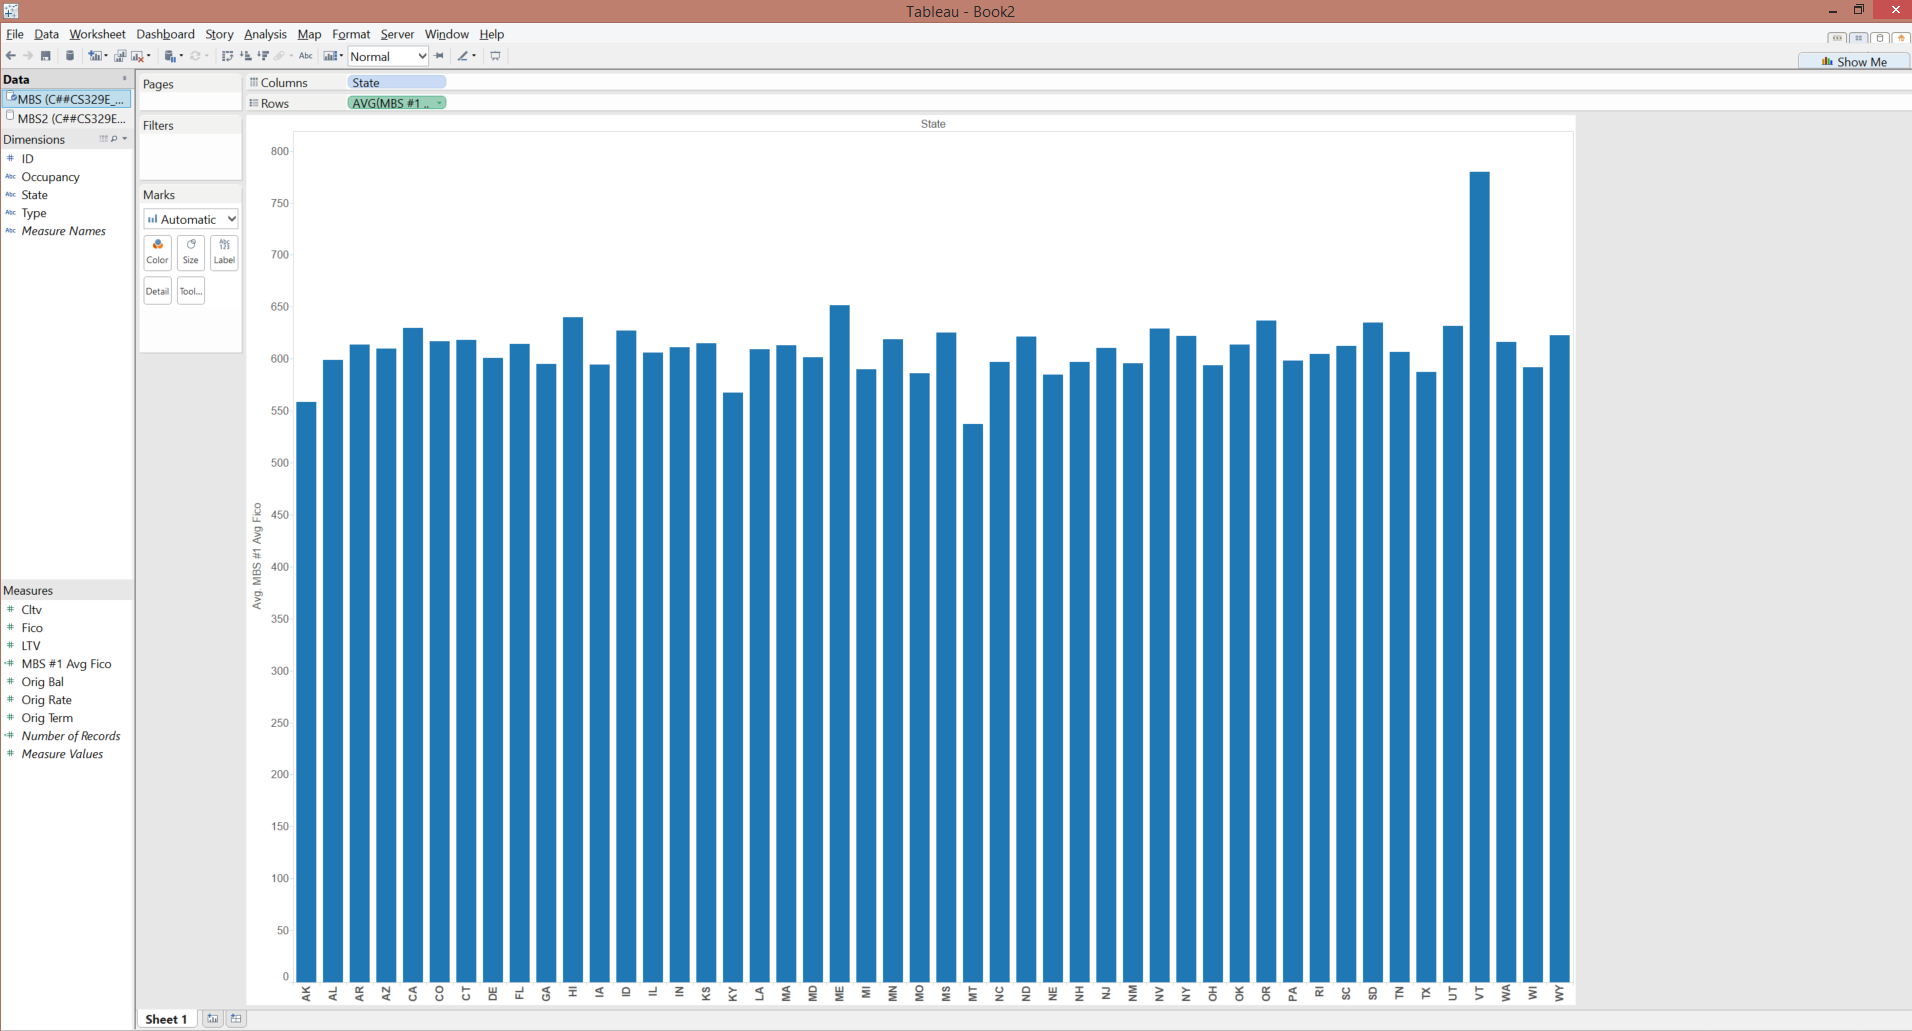 Tableau - Book2
File Data Worksheet Dashboard Story Analysis Map Format Server Window Help
Abc Normal
Show Me
Data
MBS (C##CS329E_...
MBS2 (C##CS329E...
Dimensions
ID
Abc Occupancy
Abc State
Abc Type
Abc Measure Names
Measures
Cltv
Fico
LTV
MBS #1 Avg Fico
Orig Bal
Orig Rate
Orig Term
Number of Records
Measure Values
Pages
Filters
Marks
Automatic
Color Size Abc 123 Label
Detail Tool...
Columns State
Rows AVG(MBS #1 ..
State
800
750
700
650
600
550
500
450
400
350
300
250
200
150
100
50
0
Avg. MBS #1 Avg Fico
AK AL AR AZ CA CO CT DE FL GA HI IA ID IL IN KS KY LA MA MD ME MI MN MO MS MT NC ND NE NH NJ NM NV NY OH OK OR PA RI SC SD TN TX UT VT WA WI WY
Sheet 1